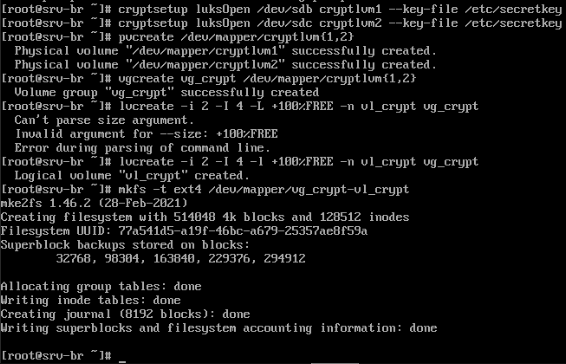 [root@srv-br ~]# cryptsetup luksOpen /dev/sdb cryptlvm1 --key-file /etc/secretkey
[root@srv-br ~]# cryptsetup luksOpen /dev/sdc cryptlvm2 --key-file /etc/secretkey
[root@srv-br ~]# pvcreate /dev/mapper/cryptlvm{1,2}
  Physical volume "/dev/mapper/cryptlvm1" successfully created.
  Physical volume "/dev/mapper/cryptlvm2" successfully created.
[root@srv-br ~]# vgcreate vg_crypt /dev/mapper/cryptlvm{1,2}
  Volume group "vg_crypt" successfully created
[root@srv-br ~]# lvcreate -i 2 -I 4 -L +100%FREE -n vl_crypt vg_crypt
  Can't parse size argument.
  Invalid argument for --size: +100%FREE
  Error during parsing of command line.
[root@srv-br ~]# lvcreate -i 2 -I 4 -l +100%FREE -n vl_crypt vg_crypt
  Logical volume "vl_crypt" created.
[root@srv-br ~]# mkfs -t ext4 /dev/mapper/vg_crypt-vl_crypt
mke2fs 1.46.2 (28-Feb-2021)
Creating filesystem with 514048 4k blocks and 128512 inodes
Filesystem UUID: 77a541d5-a19f-46bc-a679-25357ae8f59a
Superblock backups stored on blocks:
        32768, 98304, 163840, 229376, 294912

Allocating group tables: done
Writing inode tables: done
Creating journal (8192 blocks): done
Writing superblocks and filesystem accounting information: done

[root@srv-br ~]# _